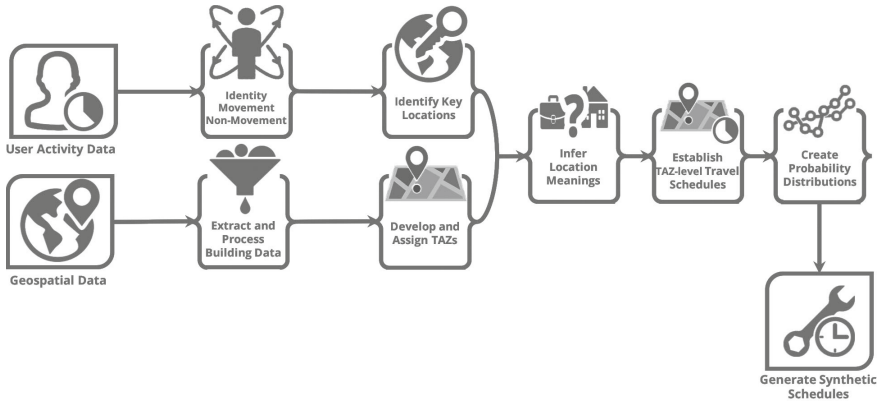 User Activity Data
Identity
Movement
Non-Movement
Identify Key
Locations
Geospatial Data
Extract and
Process
Building Data
Develop and
Assign TAZs
Infer
Location
Meanings
Establish
TAZ-level Travel
Schedules
Create
Probability
Distributions
Generate Synthetic
Schedules